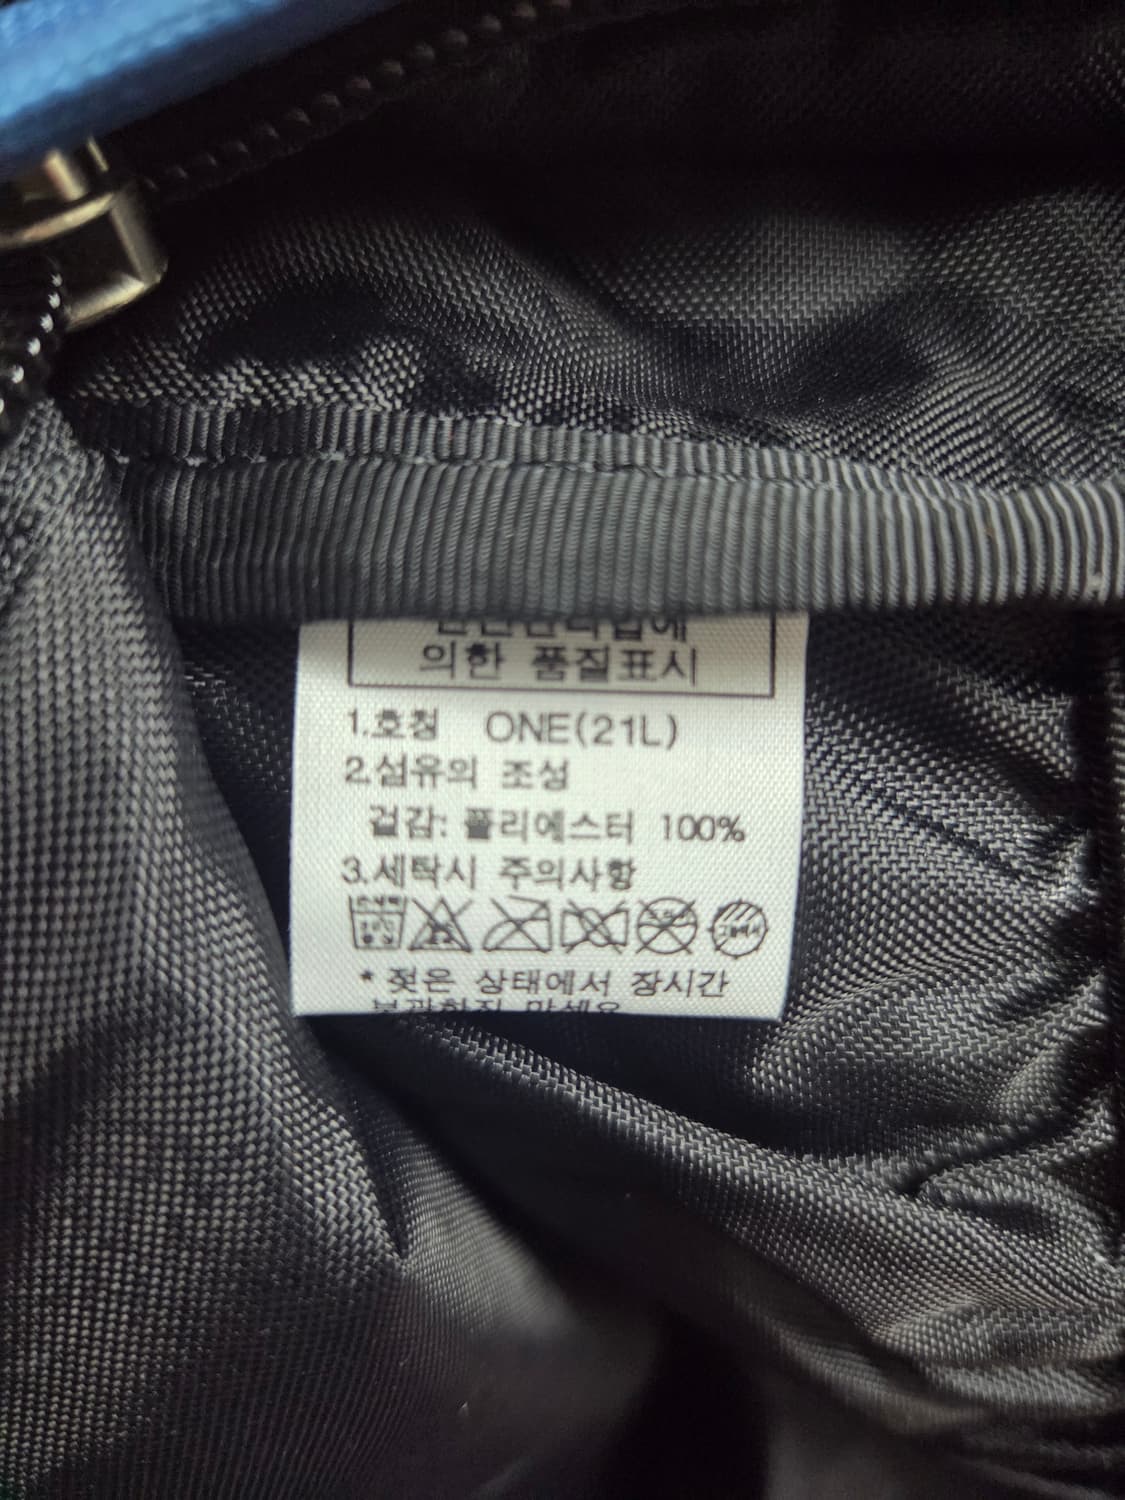 의한 품질표시
1.호칭 ONE(21L)
2.섬유의 조성
겉감: 폴리에스터 100%
3.세탁시 주의사항
* 젖은 상태에서 장시간